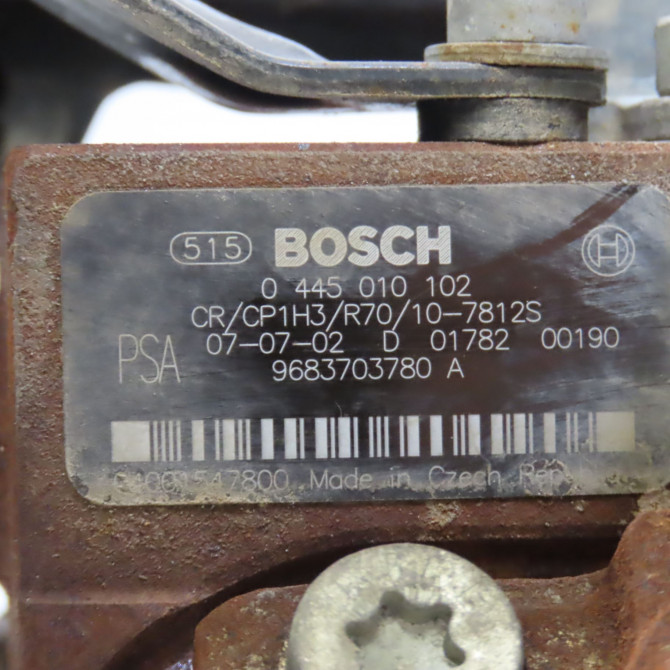 515 BOSCH
0 445 010 102
CR/CP1H3/R70/10-7812S
07-07-02 D 01782 00190
PSA 9683703780 A
Made in Czech Rep